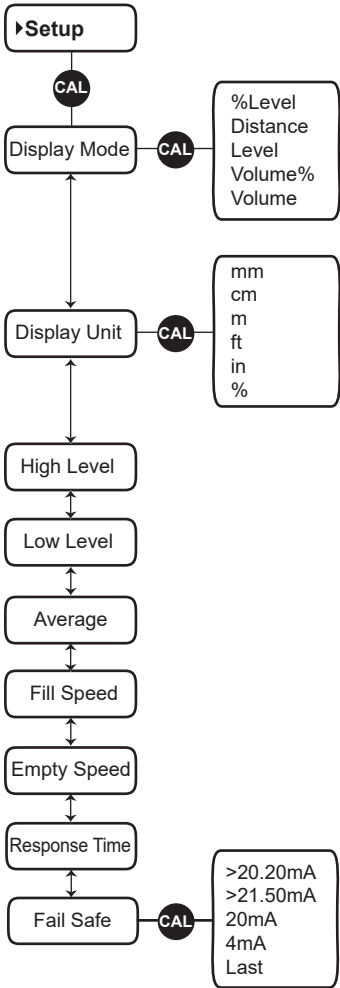 Setup
CAL
Display Mode
CAL
%Level
Distance
Level
Volume%
Volume
Display Unit
CAL
mm
cm
m
ft
in
%
High Level
Low Level
Average
Fill Speed
Empty Speed
Response Time
Fail Safe
CAL
>20.20mA
>21.50mA
20mA
4mA
Last